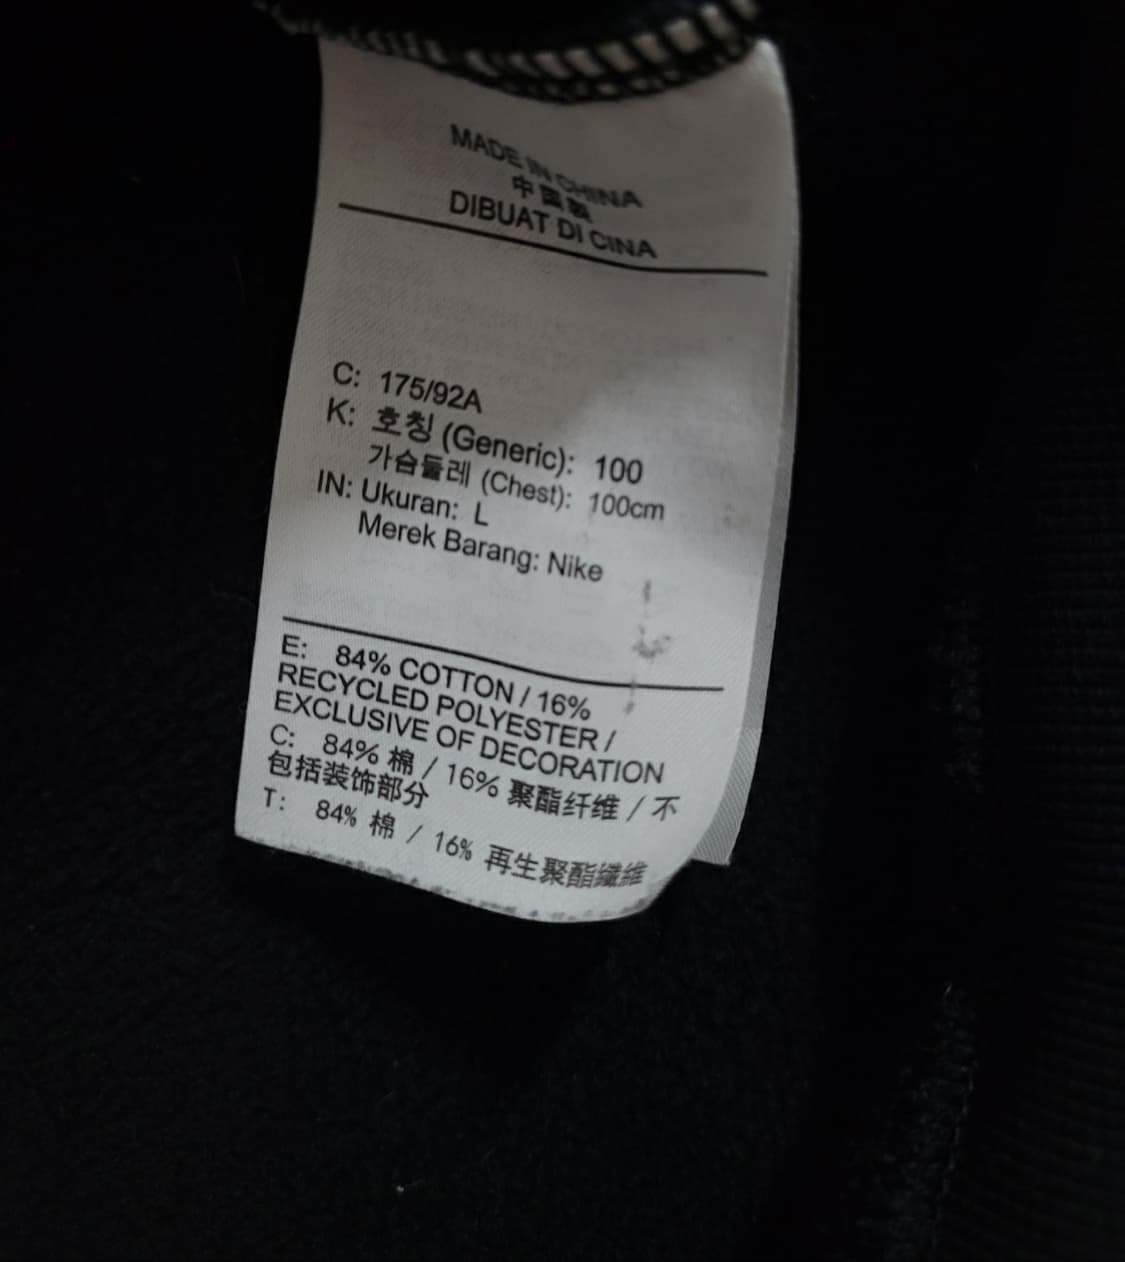 MADE IN CHINA
中國製
DIBUAT DI CINA
C: 175/92A
K: 호칭 (Generic): 100
가슴둘레 (Chest): 100cm
IN: Ukuran: L
Merek Barang: Nike
E: 84% COTTON / 16%
RECYCLED POLYESTER /
EXCLUSIVE OF DECORATION
C: 84% 棉 / 16% 聚酯纤维 / 不
包括装饰部分
T: 84% 棉 / 16% 再生聚酯纖維